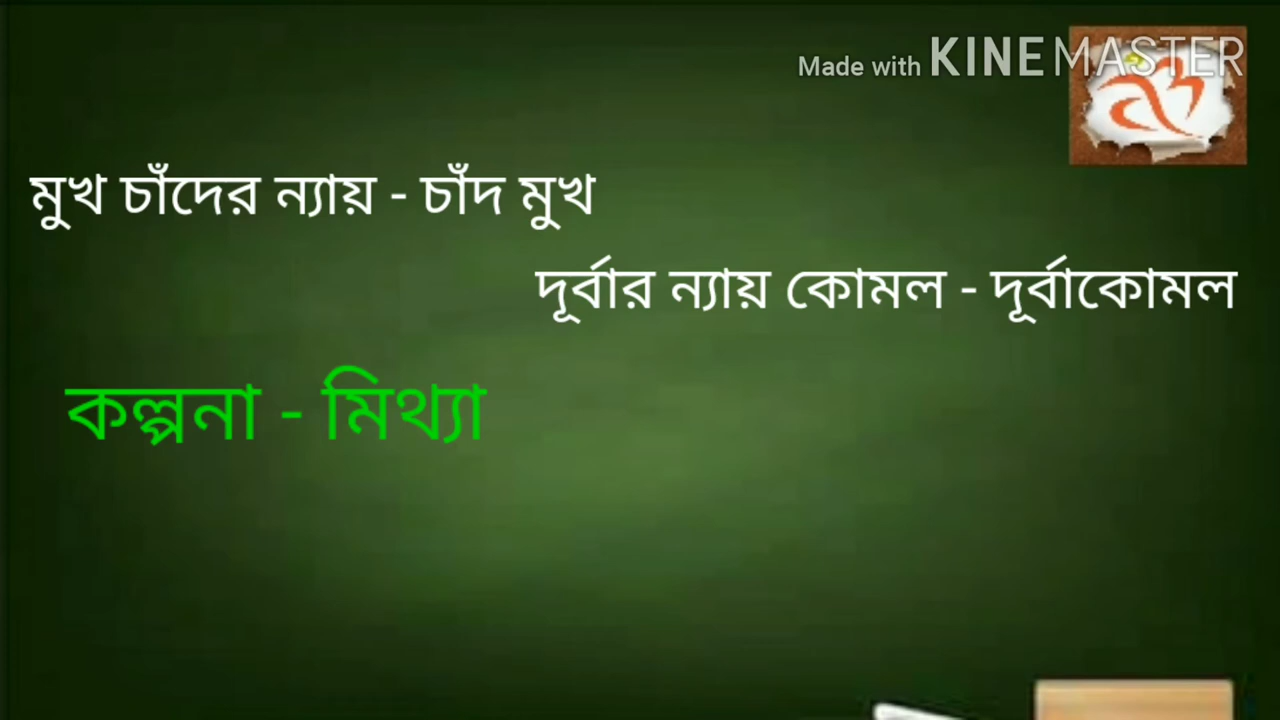 Made with KINEMASTER
মুখ চাঁদের ন্যায় - চাঁদ মুখ
দূর্বার ন্যায় কোমল - দূর্বাকোমল
কল্পনা - মিথ্যা